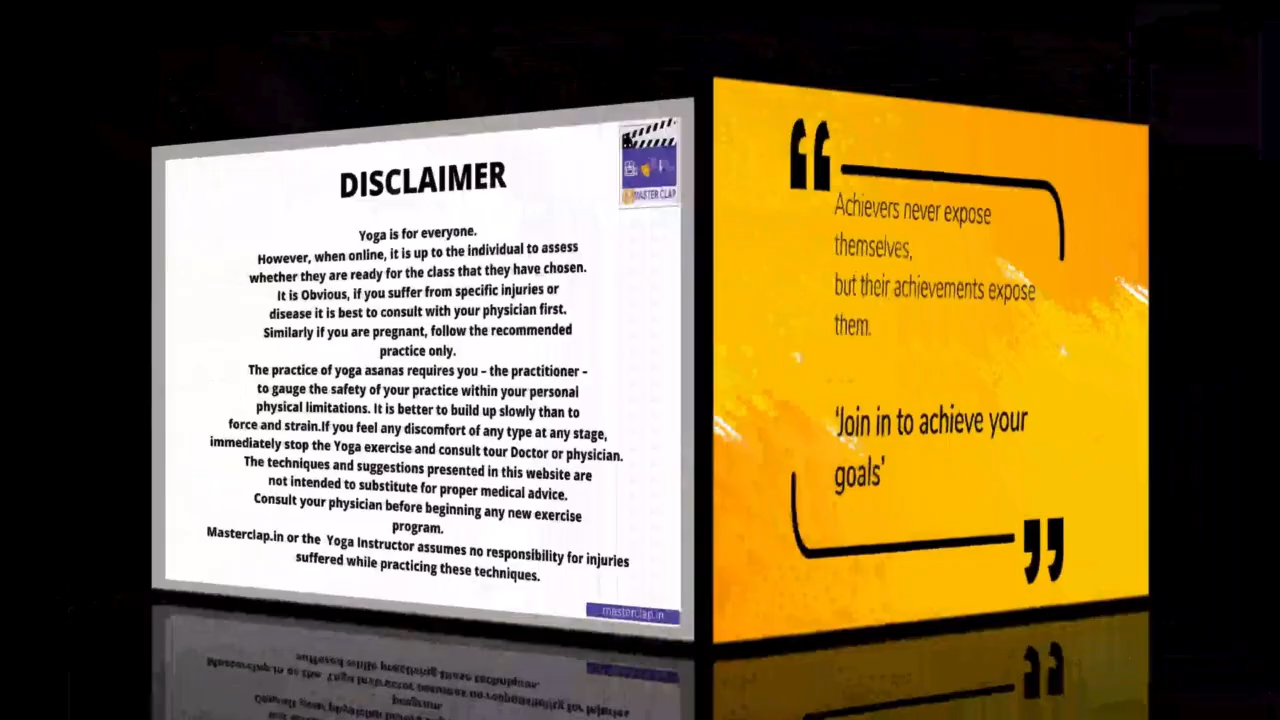 DISCLAIMER
MASTER CLAP
Yoga is for everyone.
However, when online, it is up to the individual to assess
whether they are ready for the class that they have chosen.
It is Obvious, if you suffer from specific injuries or
disease it is best to consult with your physician first.
Similarly if you are pregnant, follow the recommended
practice only.
The practice of yoga asanas requires you – the practitioner –
to gauge the safety of your practice within your personal
physical limitations. It is better to build up slowly than to
force and strain.If you feel any discomfort of any type at any stage,
immediately stop the Yoga exercise and consult tour Doctor or physician.
The techniques and suggestions presented in this website are
not intended to substitute for proper medical advice.
Consult your physician before beginning any new exercise
program.
Masterclap.in or the Yoga Instructor assumes no responsibility for injuries
suffered while practicing these techniques.
masterclap.in
“
Achievers never expose
themselves,
but their achievements expose
them.
‘Join in to achieve your
goals’
”